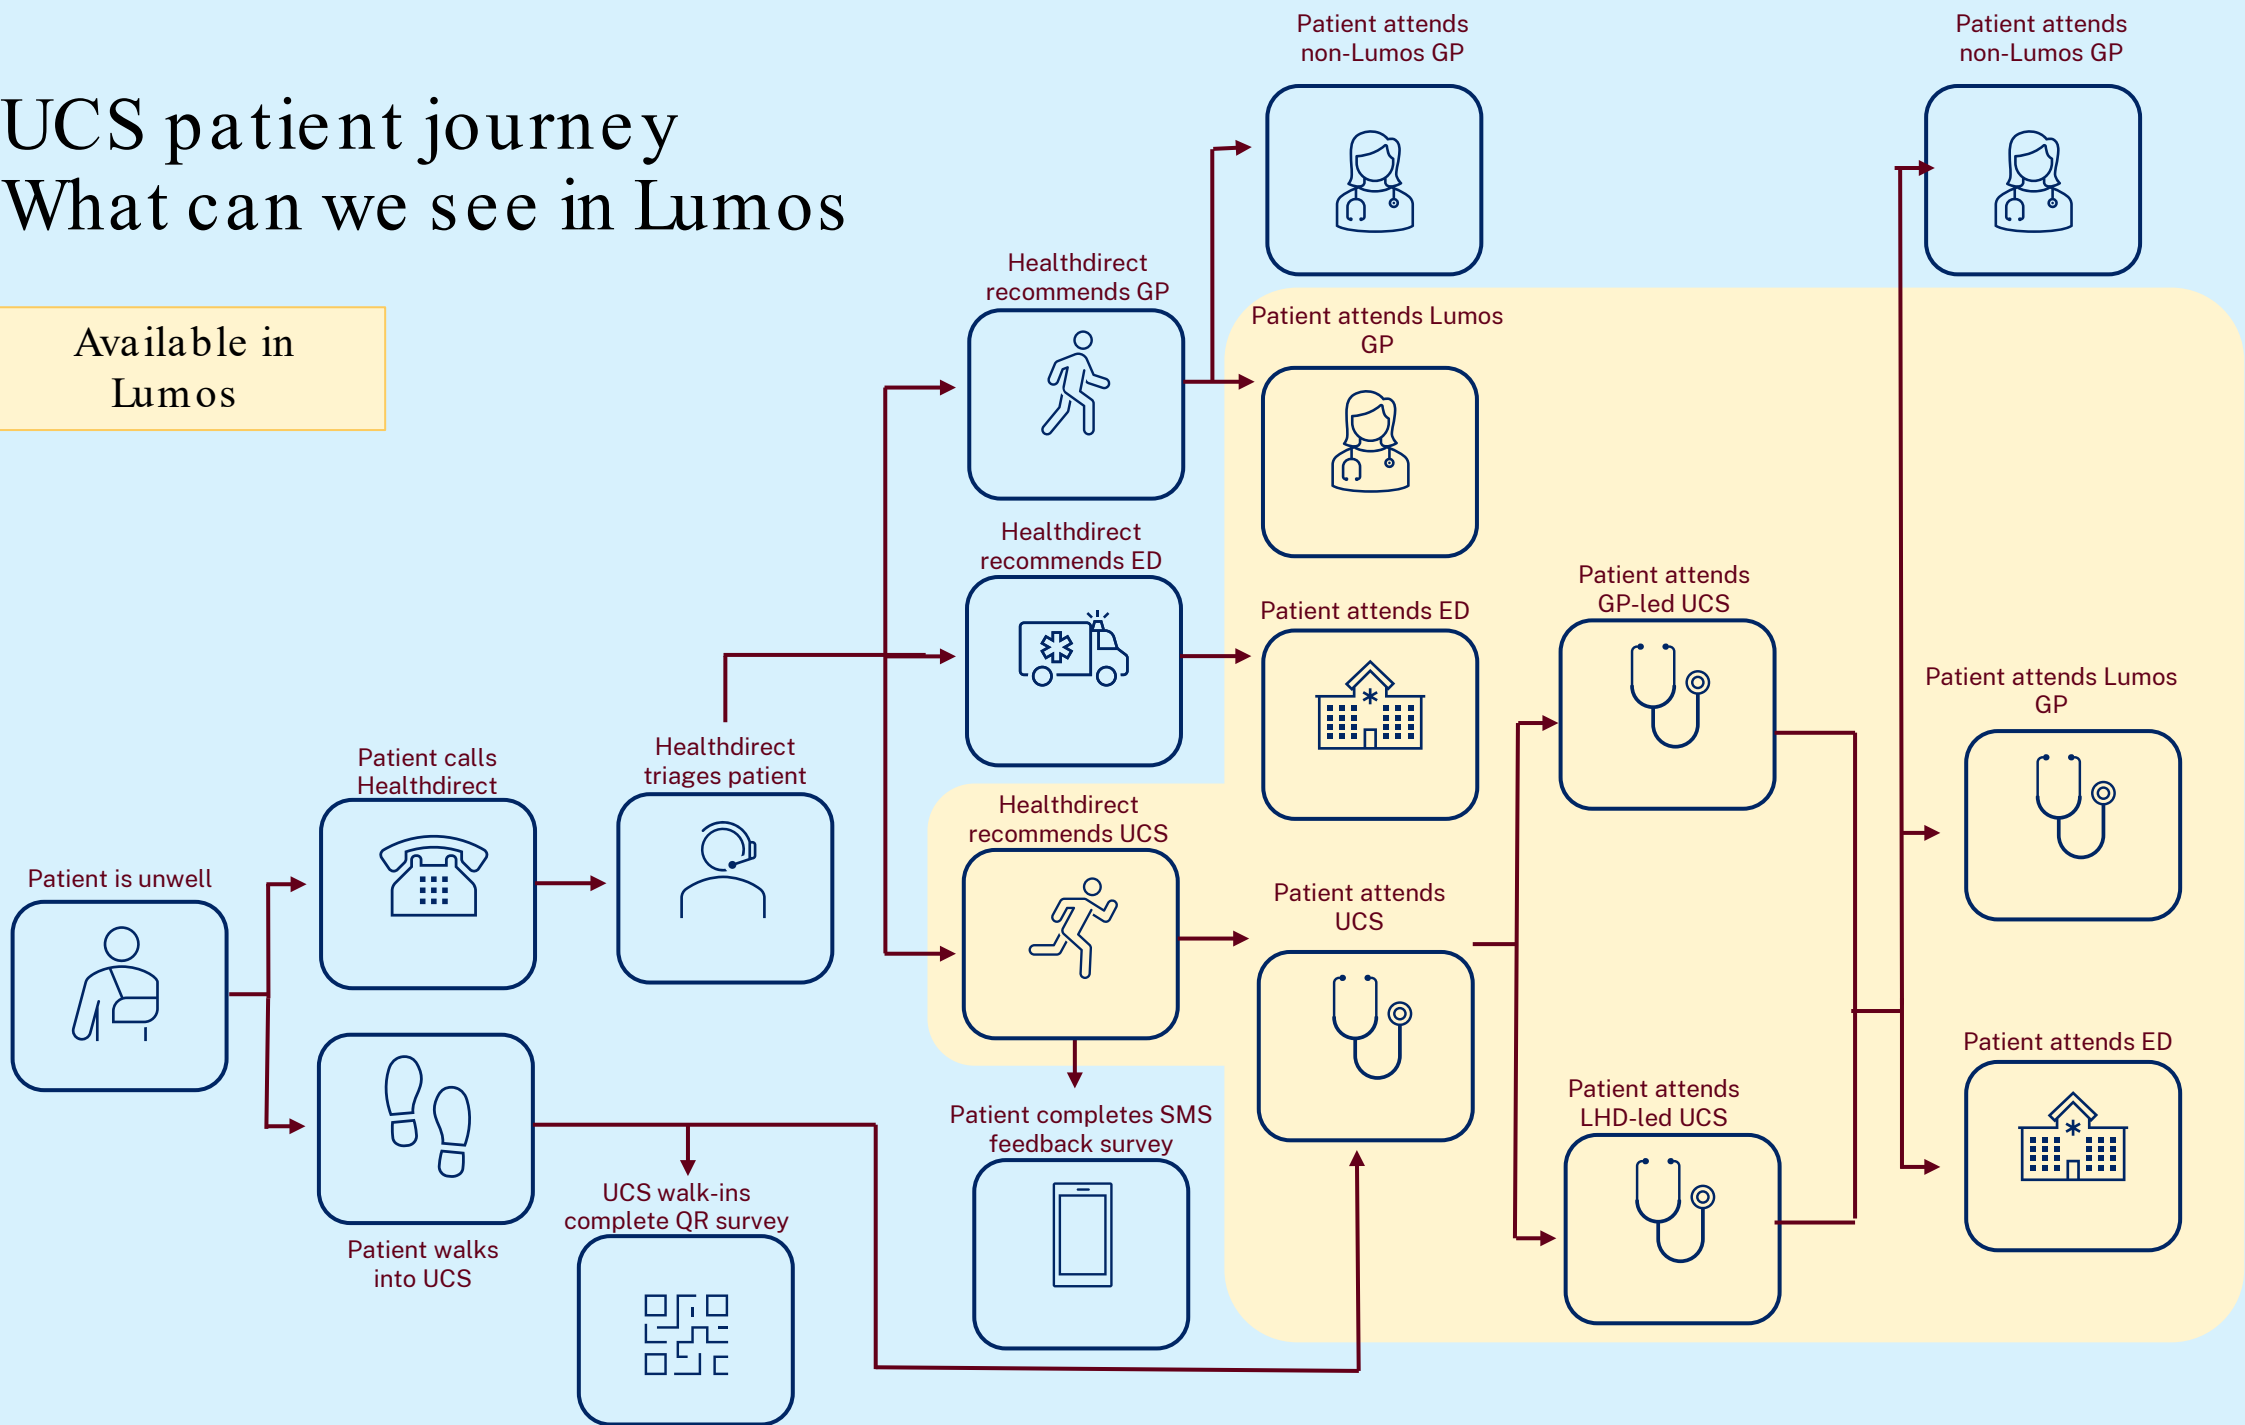 UCS patient journey
What can we see in Lumos
Available in
Lumos
Patient is unwell
Patient calls
Healthdirect
Healthdirect
triages patient
Patient walks
into UCS
UCS walk-ins
complete QR survey
Healthdirect
recommends GP
Healthdirect
recommends ED
Healthdirect
recommends UCS
Patient completes SMS
feedback survey
Patient attends
non-Lumos GP
Patient attends Lumos
GP
Patient attends ED
Patient attends
UCS
Patient attends
GP-led UCS
Patient attends
LHD-led UCS
Patient attends
non-Lumos GP
Patient attends Lumos
GP
Patient attends ED